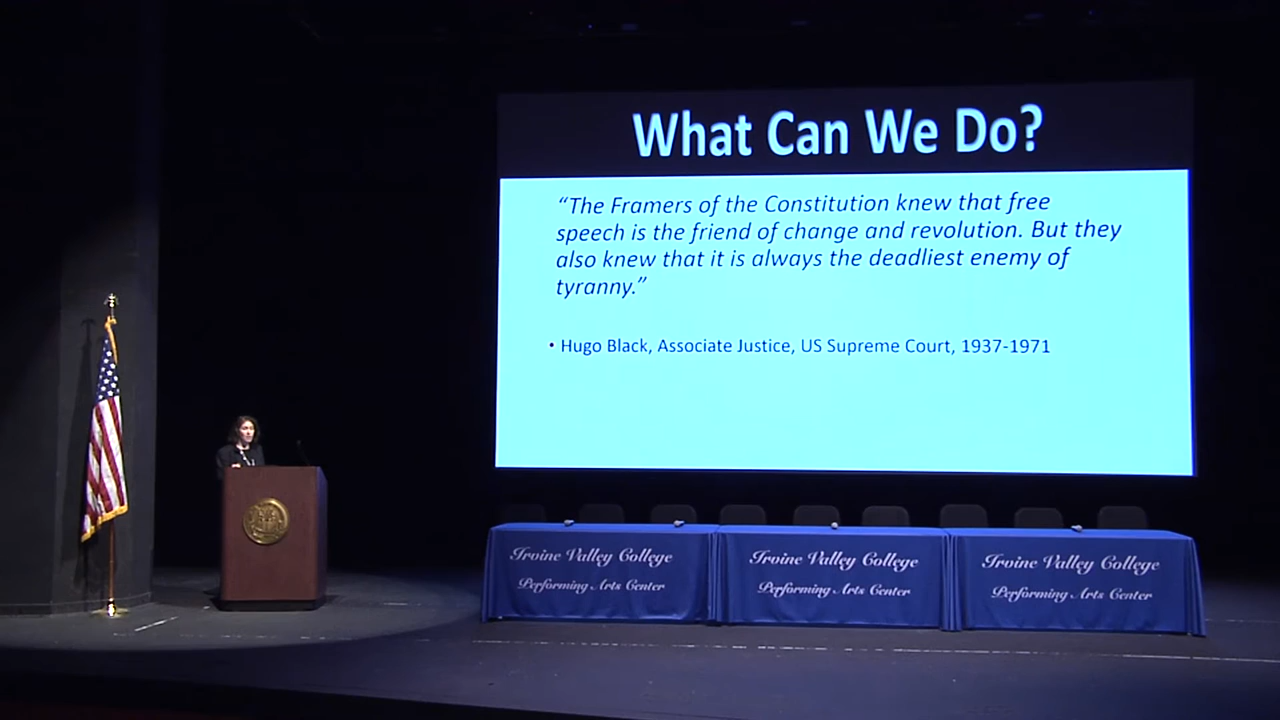 What Can We Do?
“The Framers of the Constitution knew that free
speech is the friend of change and revolution. But they
also knew that it is always the deadliest enemy of
tyranny.”
• Hugo Black, Associate Justice, US Supreme Court, 1937-1971
Irvine Valley College
Performing Arts Center
Irvine Valley College
Performing Arts Center
Irvine Valley College
Performing Arts Center